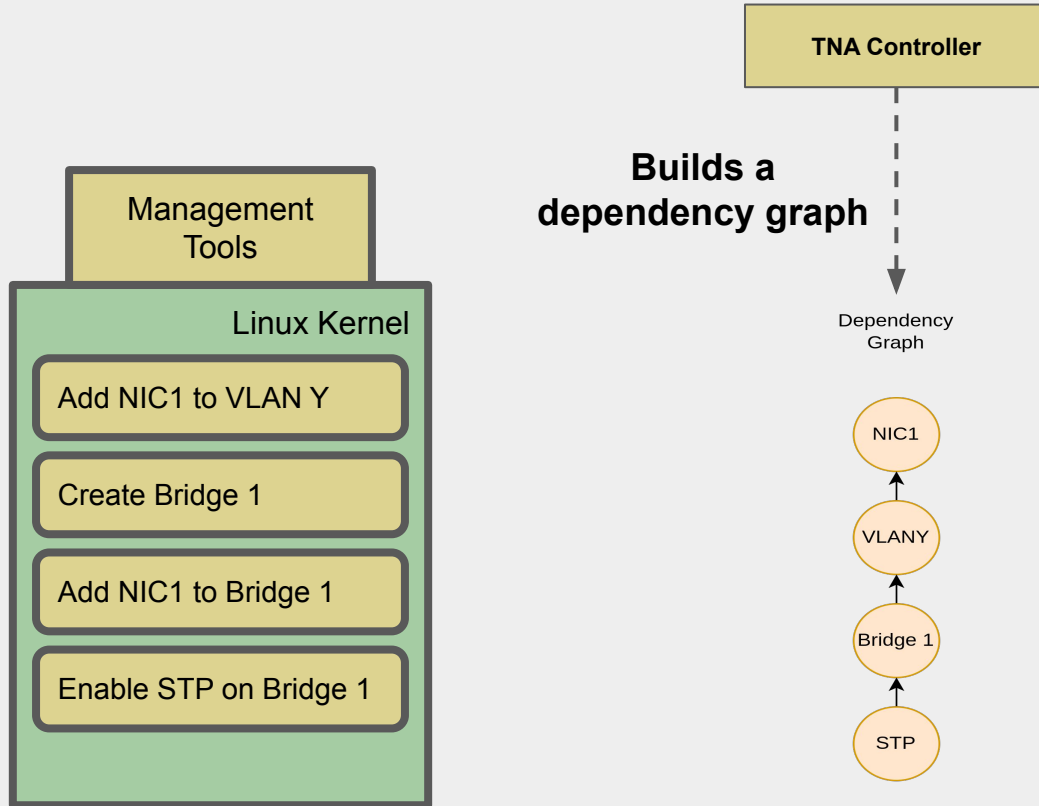 TNA Controller
Builds a
dependency graph
Management
Tools
Linux Kernel
Add NIC1 to VLAN Y
Create Bridge 1
Add NIC1 to Bridge 1
Enable STP on Bridge 1
Dependency
Graph
NIC1
VLANY
Bridge 1
STP